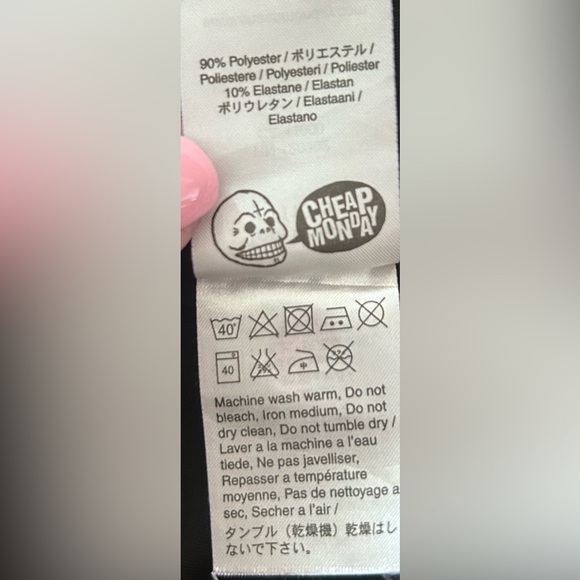 90% Polyester / ポリエステル /
Poliestere / Polyesteri / Poliester
10% Elastane / Elastan
ポリウレタン / Elastaani /
Elastano
CHEAP
MONDAY
40°
40
中
Machine wash warm, Do not
bleach, Iron medium, Do not
dry clean, Do not tumble dry /
Laver a la machine a l'eau
tiede, Ne pas javelliser,
Repasser a température
moyenne, Pas de nettoyage a
sec, Secher a l'air /
タンブル（乾燥機）乾燥はし
ないで下さい。